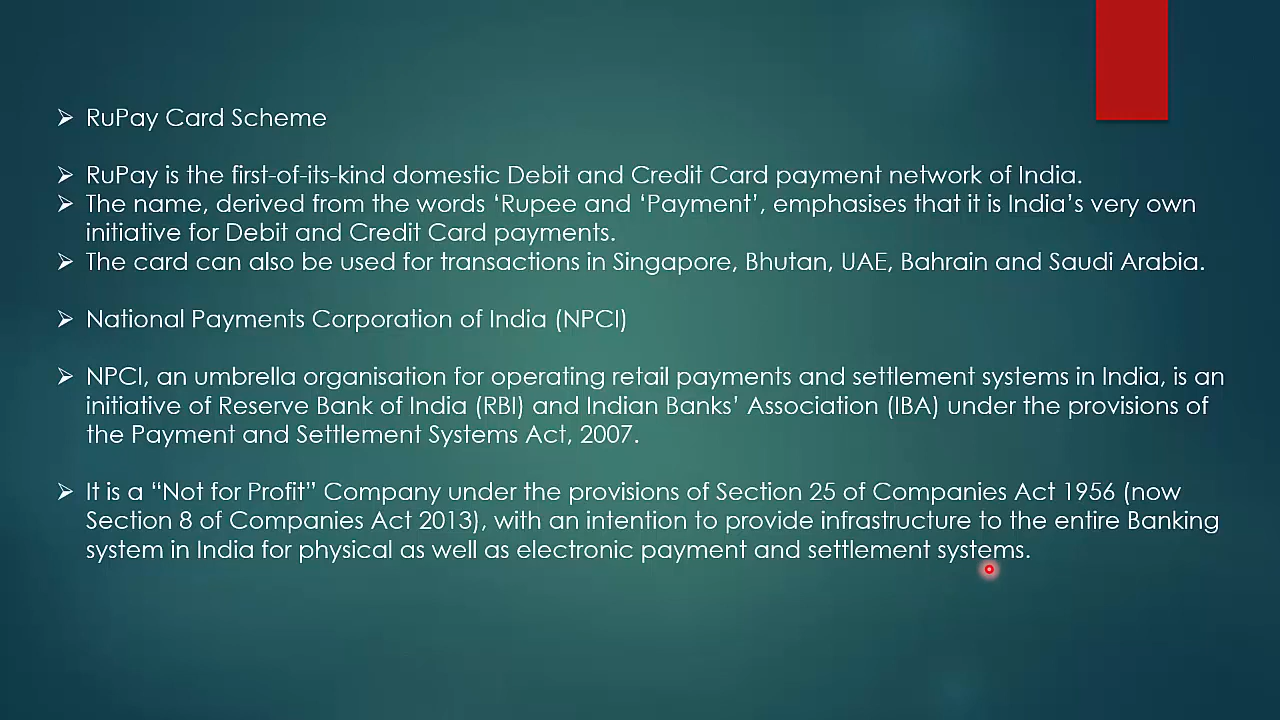 ➢ RuPay Card Scheme
➢ RuPay is the first-of-its-kind domestic Debit and Credit Card payment network of India.
➢ The name, derived from the words ‘Rupee and ‘Payment’, emphasises that it is India’s very own
initiative for Debit and Credit Card payments.
➢ The card can also be used for transactions in Singapore, Bhutan, UAE, Bahrain and Saudi Arabia.
➢ National Payments Corporation of India (NPCI)
➢ NPCI, an umbrella organisation for operating retail payments and settlement systems in India, is an
initiative of Reserve Bank of India (RBI) and Indian Banks’ Association (IBA) under the provisions of
the Payment and Settlement Systems Act, 2007.
➢ It is a “Not for Profit” Company under the provisions of Section 25 of Companies Act 1956 (now
Section 8 of Companies Act 2013), with an intention to provide infrastructure to the entire Banking
system in India for physical as well as electronic payment and settlement systems.